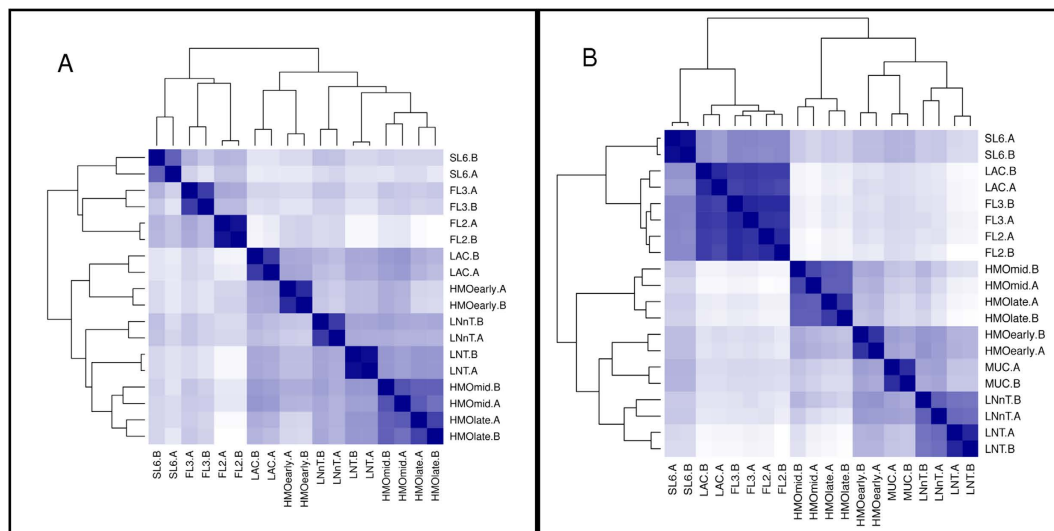 A
SL6.B
SL6.A
FL3.A
FL3.B
FL2.A
FL2.B
LAC.B
LAC.A
HMOearly.A
HMOearly.B
LNnT.B
LNnT.A
LNT.B
LNT.A
HMOmid.B
HMOmid.A
HMOlate.A
HMOlate.B
SL6.B
SL6.A
FL3.A
FL3.B
FL2.A
FL2.B
LAC.B
LAC.A
HMOearly.A
HMOearly.B
LNnT.B
LNnT.A
LNT.B
LNT.A
HMOmid.B
HMOmid.A
HMOlate.A
HMOlate.B
B
SL6.A
SL6.B
LAC.B
LAC.A
FL3.B
FL3.A
FL2.A
FL2.B
HMOmid.B
HMOmid.A
HMOlate.A
HMOlate.B
HMOearly.B
HMOearly.A
MUC.A
MUC.B
LNnT.B
LNnT.A
LNT.A
LNT.B
SL6.A
SL6.B
LAC.B
LAC.A
FL3.B
FL3.A
FL2.A
FL2.B
HMOmid.B
HMOmid.A
HMOlate.A
HMOlate.B
HMOearly.B
HMOearly.A
MUC.A
MUC.B
LNnT.B
LNnT.A
LNT.A
LNT.B